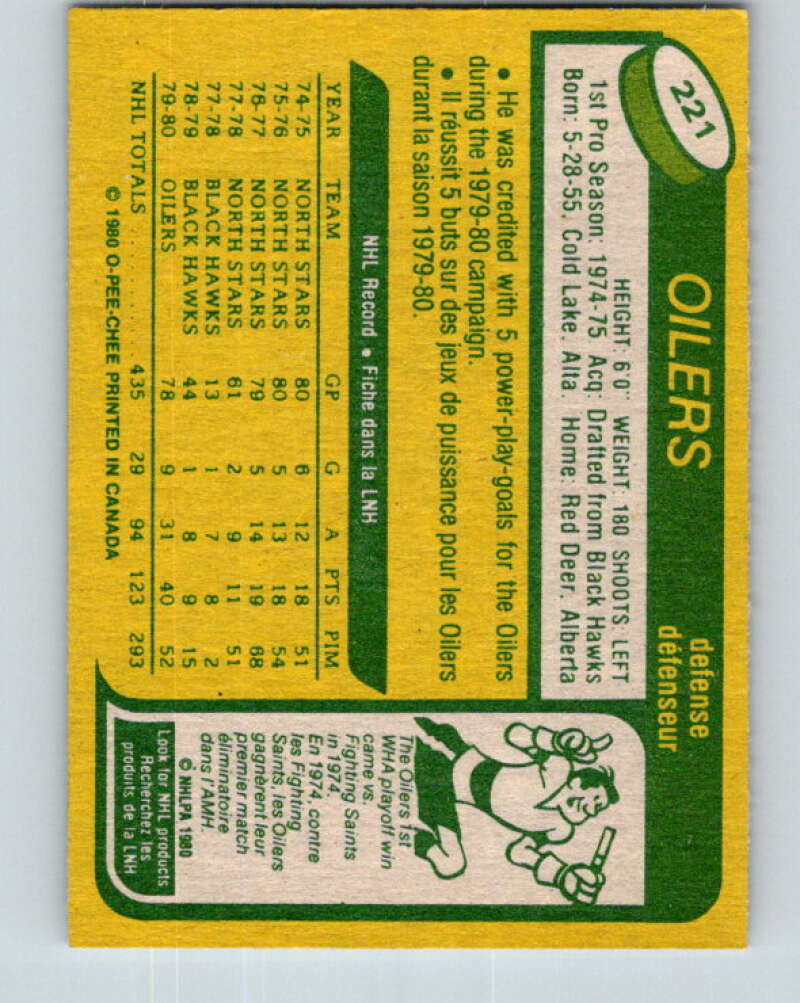 221
OILERS
defense
défenseur
HEIGHT: 6'0" WEIGHT: 180 SHOOTS: LEFT
1st Pro Season: 1974-75 Acq: Drafted from Black Hawks
Born: 5-28-55. Cold Lake. Alta. Home: Red Deer. Alberta
• He was credited with 5 power-play-goals for the Oilers
during the 1979-80 campaign.
• Il réussit 5 buts sur des jeux de puissance pour les Oilers
durant la saison 1979-80.
NHL Record • Fiche dans la LNH
YEAR TEAM GP G A PTS PIM
74-75 NORTH STARS 80 6 12 18 51
75-76 NORTH STARS 80 5 13 18 54
76-77 NORTH STARS 79 5 14 19 68
77-78 NORTH STARS 61 2 9 11 51
77-78 BLACK HAWKS 13 1 7 8 2
78-79 BLACK HAWKS 44 1 8 9 15
79-80 OILERS 78 9 31 40 52
NHL TOTALS .......... 435 29 94 123 293
© 1980 O-PEE-CHEE PRINTED IN CANADA
The Oilers 1st
WHA playoff win
came vs.
Fighting Saints
in 1974.
En 1974, contre
les Fighting
Saints, les Oilers
gagnèrent leur
premier match
éliminatoire
dans l'AMH.
© NHLPA 1980
Look for NHL products
Recherchez les
produits de la LNH